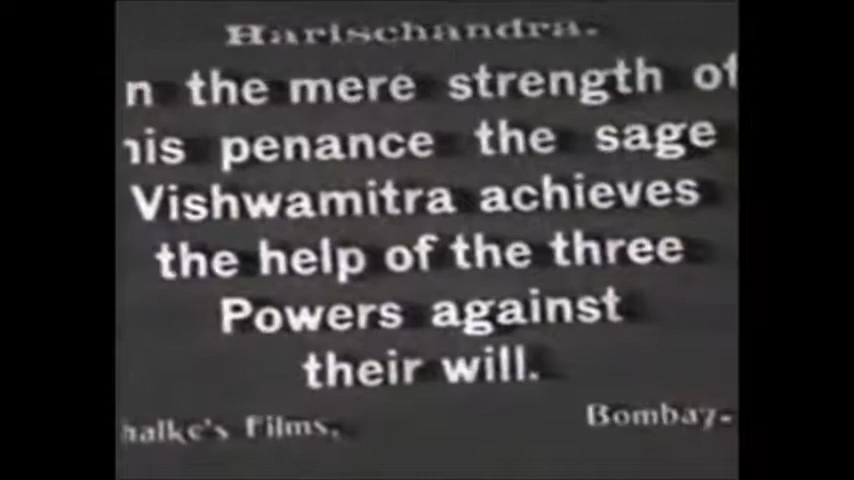 Harischandra.
n the mere strength of
his penance the sage
Vishwamitra achieves
the help of the three
Powers against
their will.
halke's Films, Bombay.